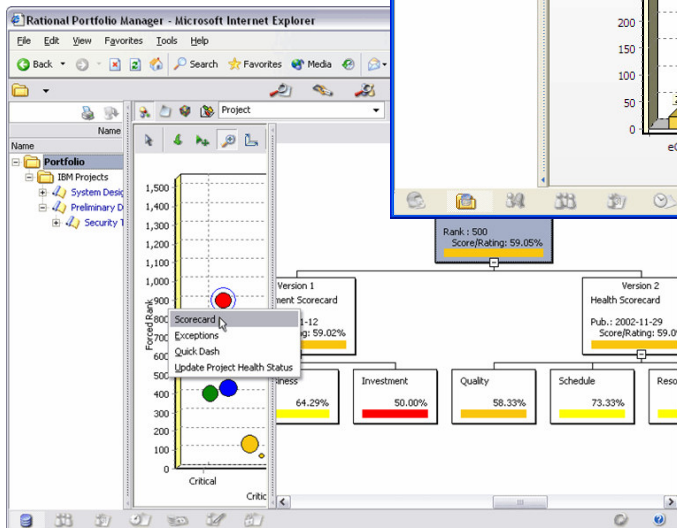 Rational Portfolio Manager - Microsoft Internet Explorer
File Edit View Favorites Tools Help
Back Search Favorites Media
Project
Name
Name
Portfolio
IBM Projects
System Desig
Preliminary D
Security T
1,500
1,400
1,300
1,200
1,100
1,000
900
800
700
600
500
400
300
200
100
0
Forced Rank
Critical
Critic
Scorecard
Exceptions
Quick Dash
Update Project Health Status
200
150
100
50
0
Rank : 500
Score/Rating: 59.05%
Version 1
ment Scorecard
1-12
ng: 59.02%
Version 2
Health Scorecard
Pub.: 2002-11-29
Score/Rating: 59.0
iness
64.29%
Investment
50.00%
Quality
58.33%
Schedule
73.33%
Reso